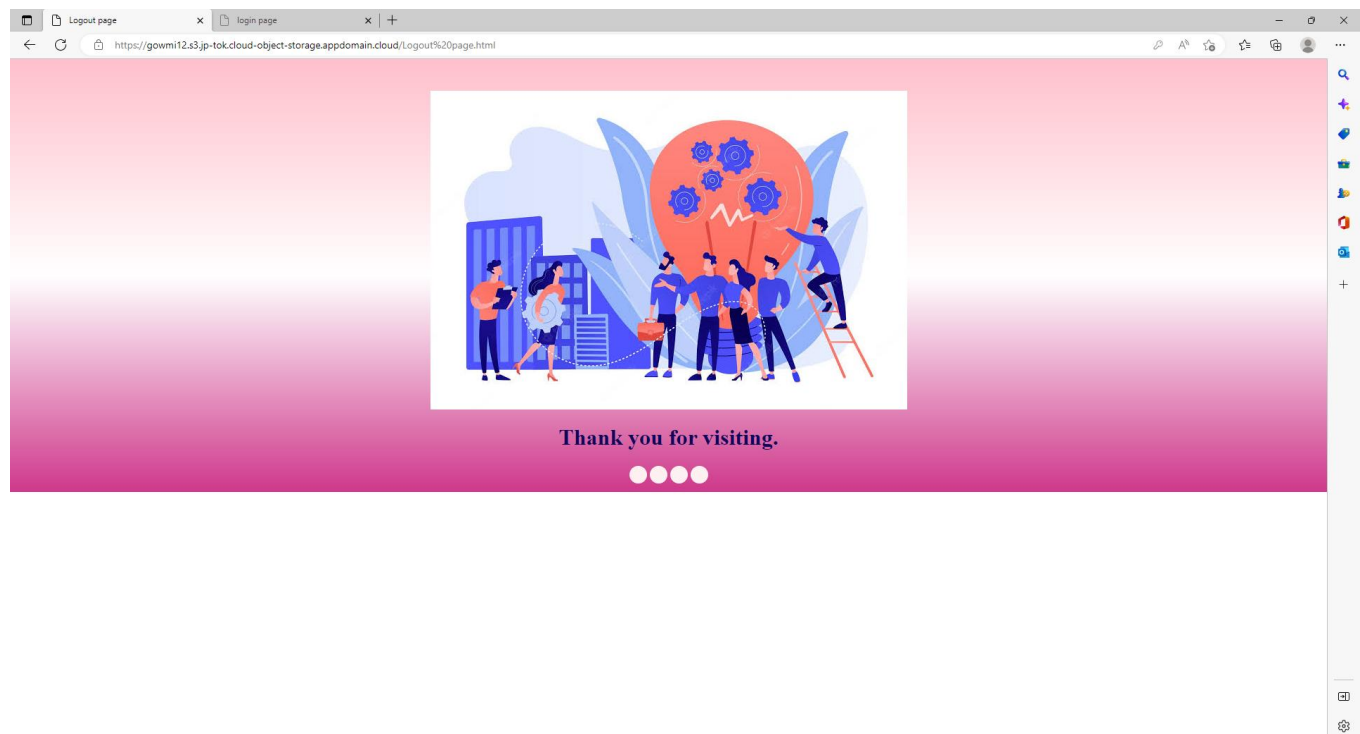 Logout page
login page
https://gowmi12.s3.jp-tok.cloud-object-storage.appdomain.cloud/Logout%20page.html
Thank you for visiting.